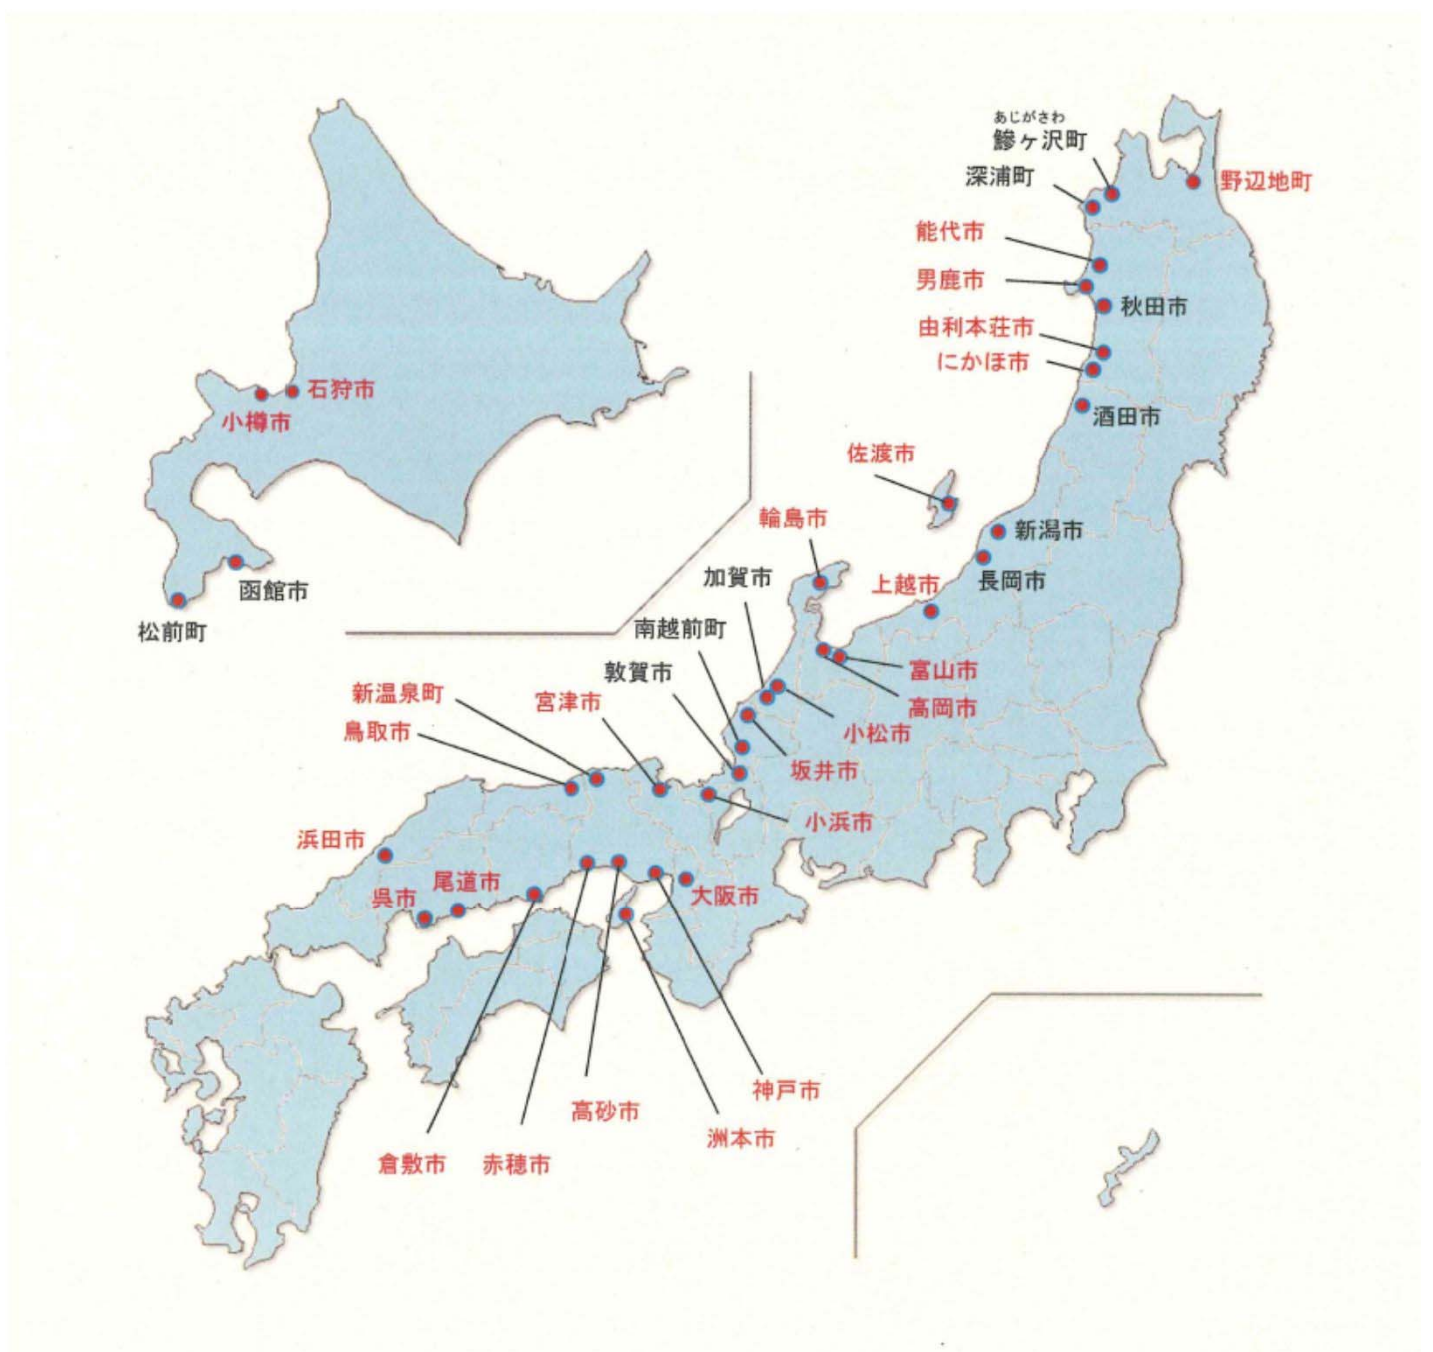 あじがさわ
鰺ヶ沢町
深浦町
野辺地町
能代市
男鹿市
秋田市
由利本荘市
にかほ市
酒田市
石狩市
小樽市
佐渡市
輪島市
新潟市
加賀市
上越市
長岡市
函館市
松前町
南越前町
敦賀市
富山市
新温泉町
宮津市
高岡市
鳥取市
小松市
坂井市
小浜市
浜田市
尾道市
呉市
大阪市
神戸市
高砂市
洲本市
倉敷市
赤穂市